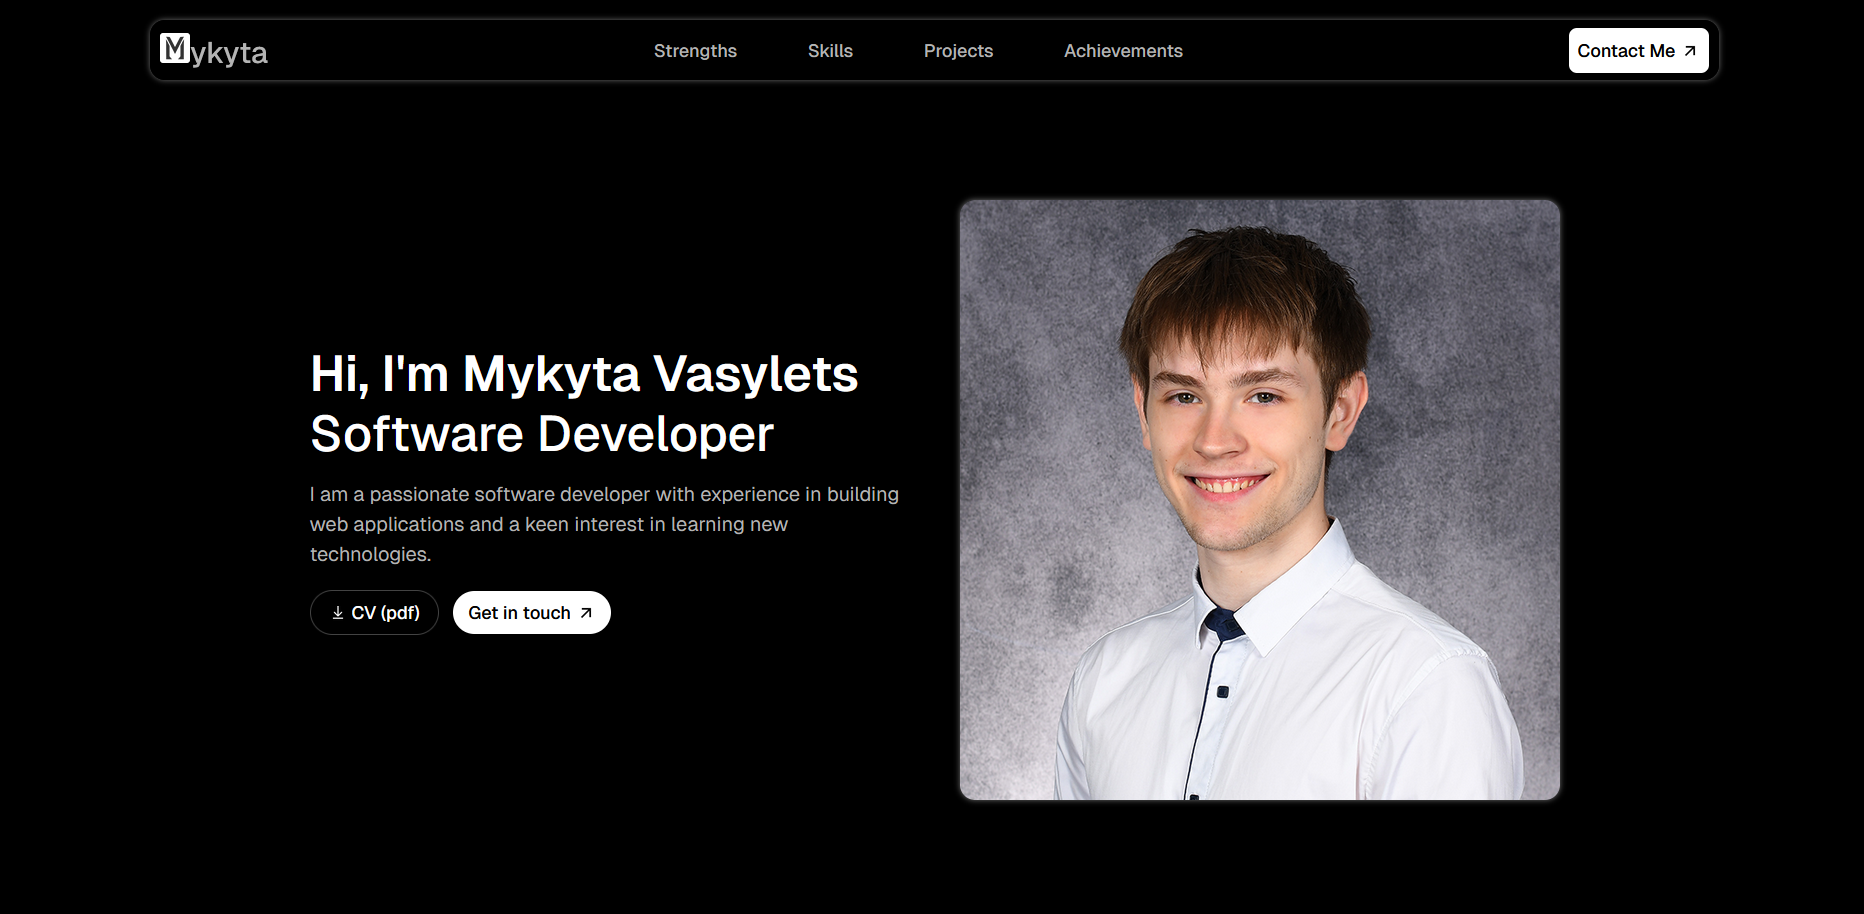 Mykyta
Strengths
Skills
Projects
Achievements
Contact Me
Hi, I'm Mykyta Vasylets
Software Developer
I am a passionate software developer with experience in building
web applications and a keen interest in learning new
technologies.
CV (pdf)
Get in touch